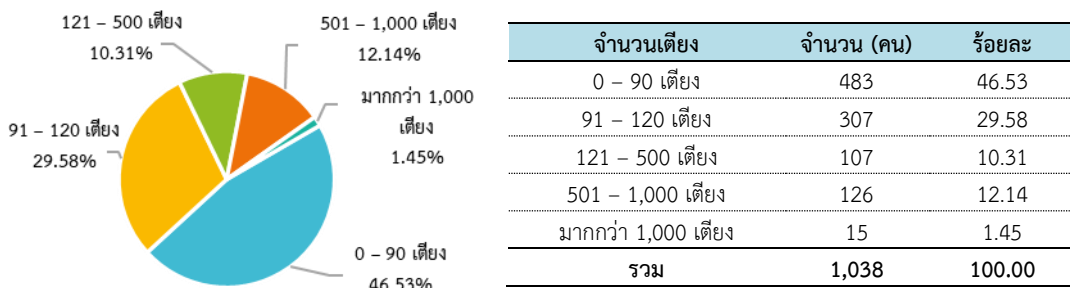 121 – 500 เตียง
10.31%
501 – 1,000 เตียง
12.14%
มากกว่า 1,000
เตียง
1.45%
91 – 120 เตียง
29.58%
0 – 90 เตียง
46.53%
จำนวนเตียง จำนวน (คน) ร้อยละ
0 – 90 เตียง 483 46.53
91 – 120 เตียง 307 29.58
121 – 500 เตียง 107 10.31
501 – 1,000 เตียง 126 12.14
มากกว่า 1,000 เตียง 15 1.45
รวม 1,038 100.00